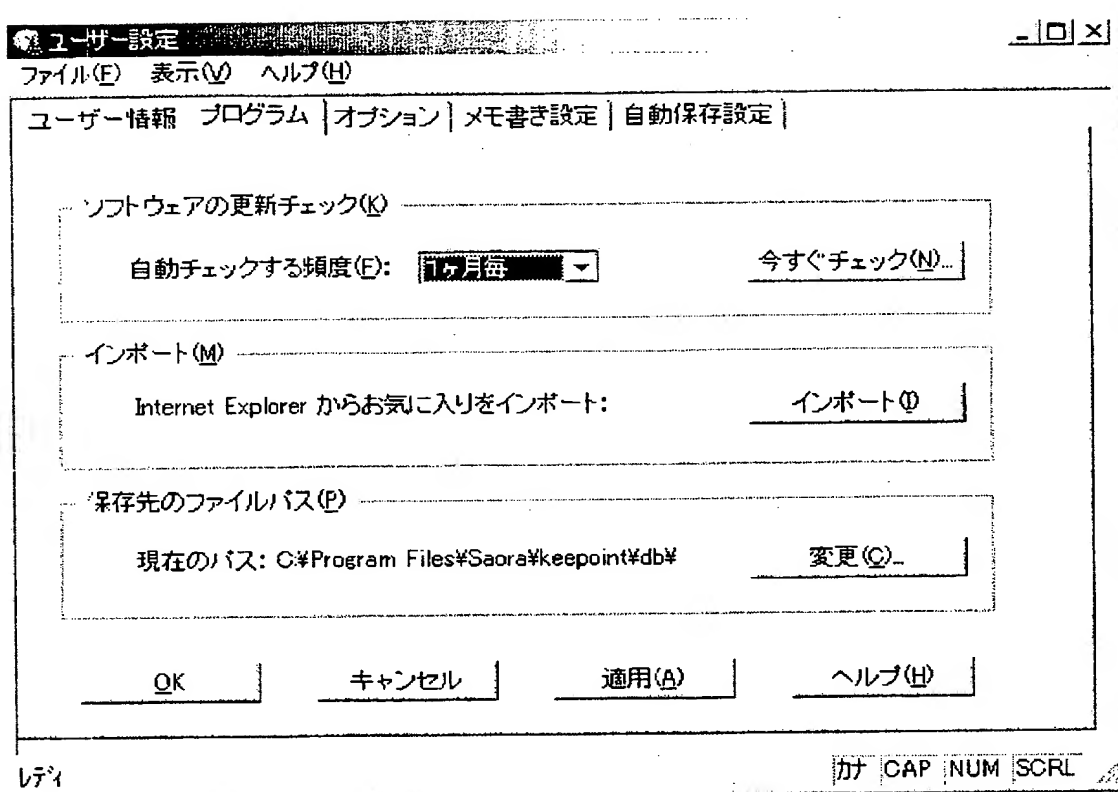 ユーザー設定
ファイル(F) 表示(V) ヘルプ(H)
ユーザー情報 プログラム オプション メモ書き設定 自動保存設定
ソフトウェアの更新チェック(K)
自動チェックする頻度(F): 1ヶ月毎 今すぐチェック(N)...
インポート(M)
Internet Explorer からお気に入りをインポート: インポート(I)
保存先のファイルパス(P)
現在のパス: C:¥Program Files¥Saora¥keepoint¥db¥ 変更(C)...
OK キャンセル 適用(A) ヘルプ(H)
レディ カナ CAP NUM SCRL